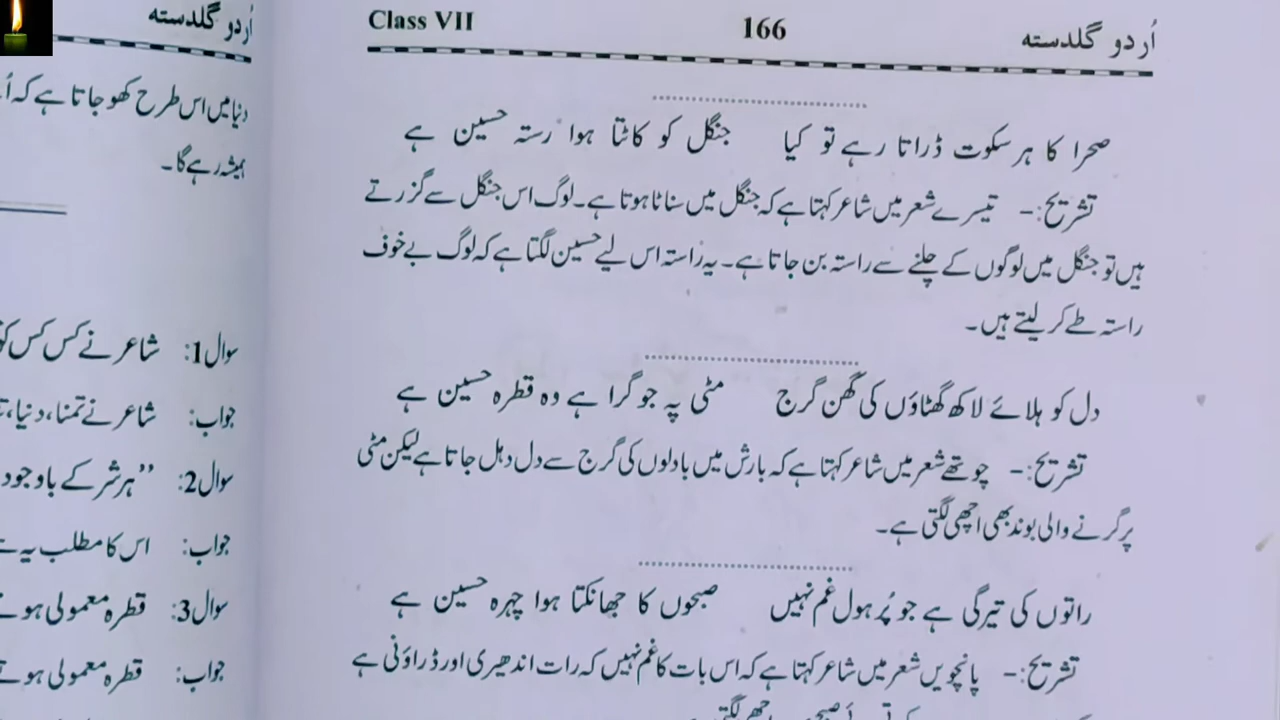 Class VII 166 اُردو گلدستہ
صحرا کا ہر سکوت ڈراتا رہے تو کیا جنگل کو کاٹتا ہوا رستہ حسین ہے
تشریح:- تیسرے شعر میں شاعر کہتا ہے کہ جنگل میں سناٹا ہوتا ہے۔ لوگ اس جنگل سے گزرتے
ہیں تو جنگل میں لوگوں کے چلنے سے راستہ بن جاتا ہے۔ یہ راستہ اس لیے حسین لگتا ہے کہ لوگ بے خوف
راستہ طے کر لیتے ہیں۔
دل کو ہلائے لاکھ گھٹاؤں کی گھن گرج مٹی پہ جو گرا ہے وہ قطرہ حسین ہے
تشریح:- چوتھے شعر میں شاعر کہتا ہے کہ بارش میں بادلوں کی گرج سے دل دہل جاتا ہے لیکن مٹی
پر گرنے والی بوند بھی اچھی لگتی ہے۔
راتوں کی تیرگی ہے جو پُر ہول غم نہیں صبحوں کا جھانکتا ہوا چہرہ حسین ہے
تشریح:- پانچویں شعر میں شاعر کہتا ہے کہ اس بات کا غم نہیں کہ رات اندھیری اور ڈراؤنی ہے
اُردو گلدستہ
دنیا میں اس طرح کھو جاتا ہے کہ
ہمیشہ رہے گا۔
سوال 1: شاعر نے کس کس
جواب: شاعر نے تمنا، دنیا،
سوال 2: ”ہر شر کے باوجود
جواب: اس کا مطلب یہ
سوال 3: قطرہ معمولی
جواب: قطرہ معمولی